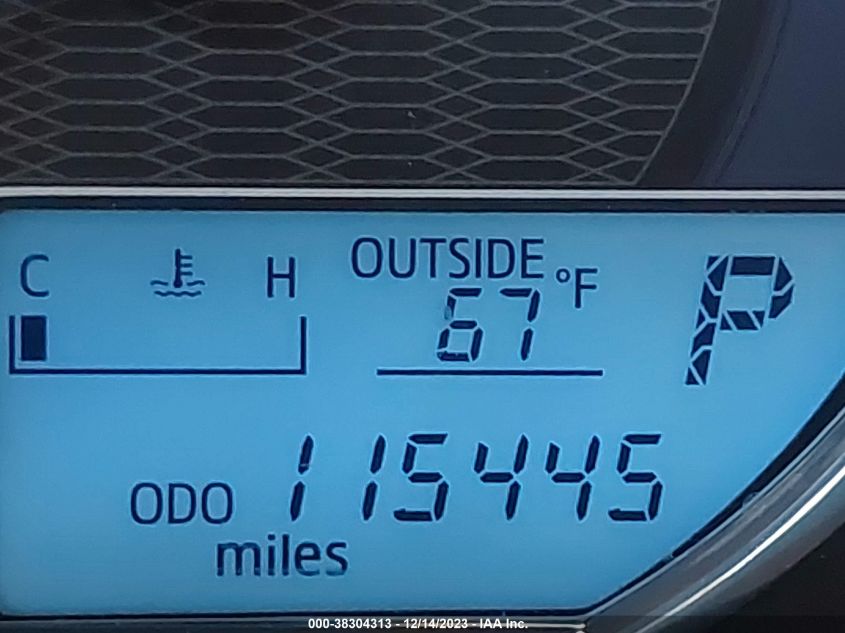 C H OUTSIDE °F P
67
ODO 115445
miles
000-38304313 - 12/14/2023 - IAA Inc.